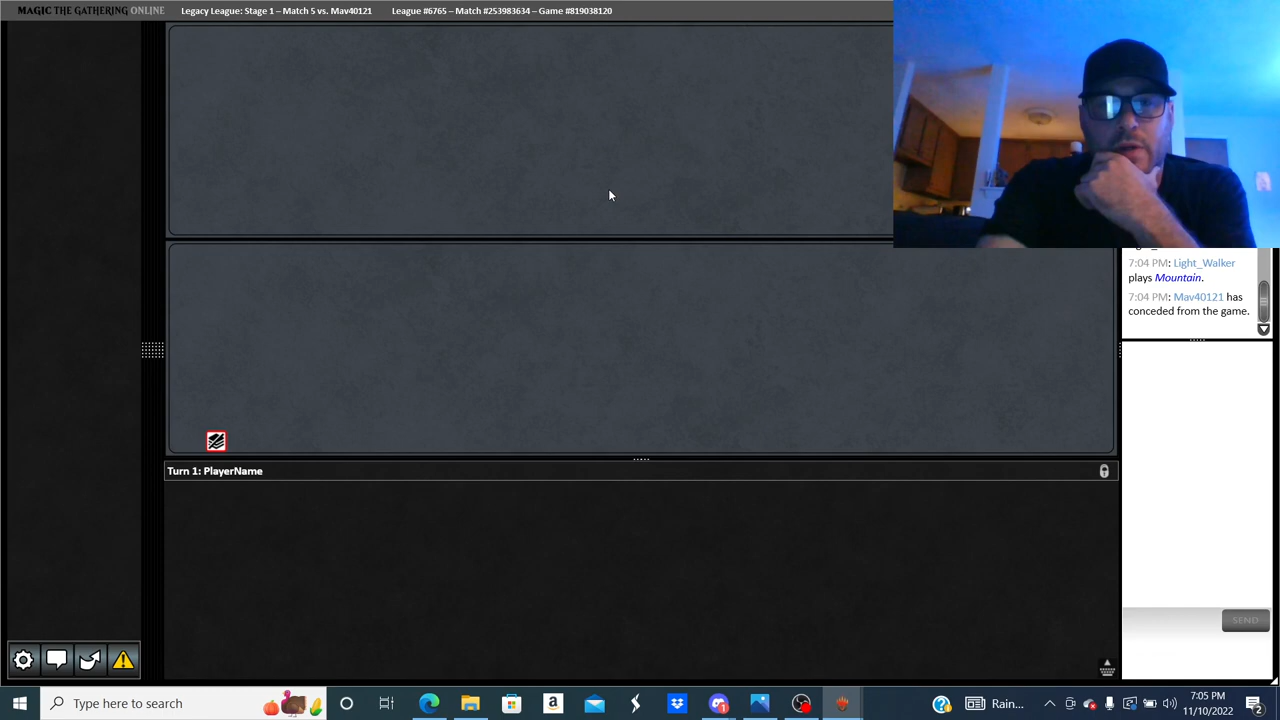 MAGIC THE GATHERING ONLINE
Legacy League: Stage 1 – Match 5 vs. Mav40121
League #6765 – Match #253983634 – Game #819038120
7:04 PM: Light_Walker
plays Mountain.
7:04 PM: Mav40121 has
conceded from the game.
Turn 1: PlayerName
SEND
Type here to search
Rain...
7:05 PM
11/10/2022
2